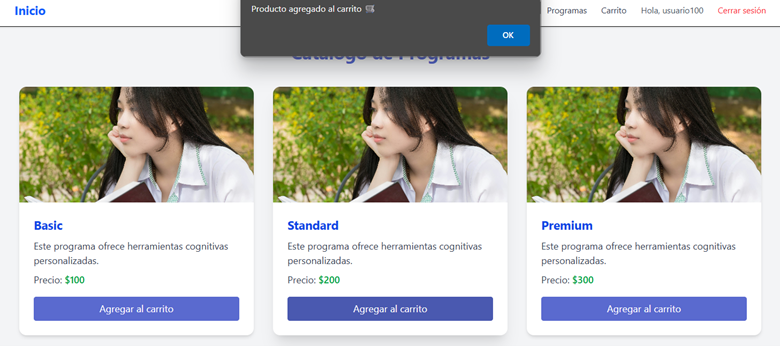 Inicio
Producto agregado al carrito 🛒
OK
Programas Carrito Hola, usuario100 Cerrar sesión
Catálogo de Programas
Basic
Este programa ofrece herramientas cognitivas
personalizadas.
Precio: $100
Agregar al carrito
Standard
Este programa ofrece herramientas cognitivas
personalizadas.
Precio: $200
Agregar al carrito
Premium
Este programa ofrece herramientas cognitivas
personalizadas.
Precio: $300
Agregar al carrito